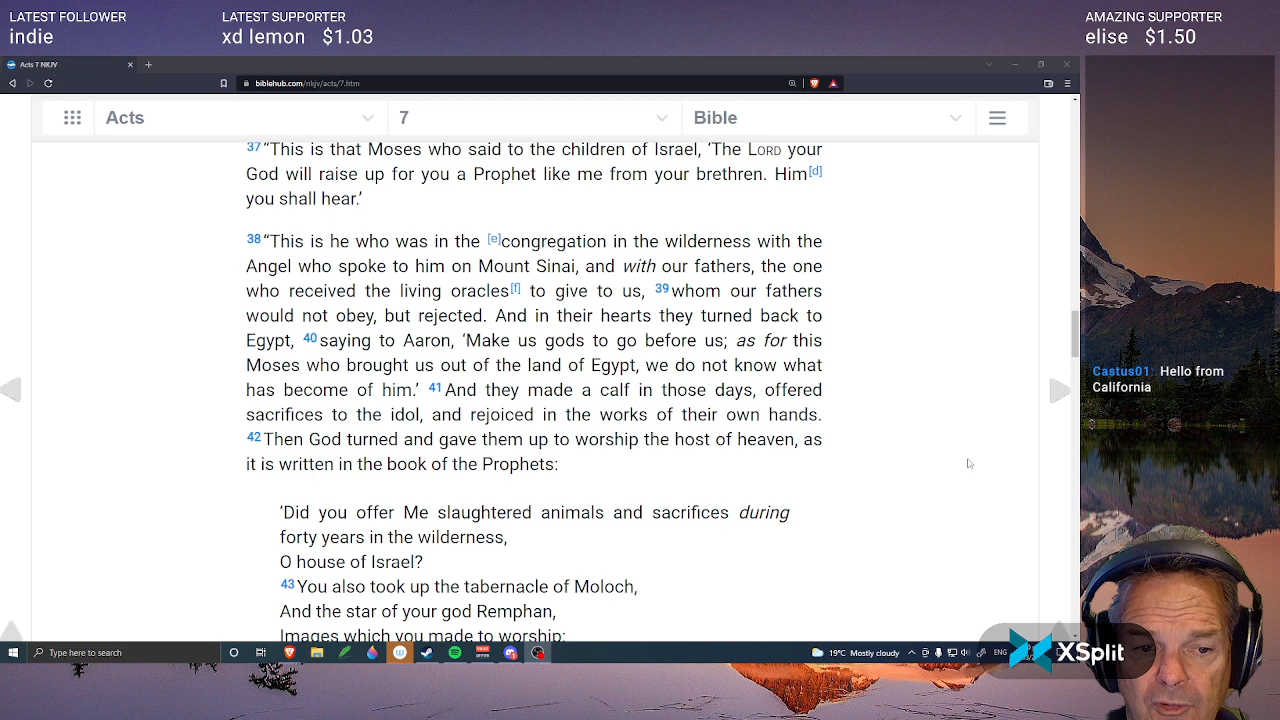 LATEST FOLLOWER
indie
LATEST SUPPORTER
xd lemon $1.03
AMAZING SUPPORTER
elise $1.50
Acts 7 NKJV
biblehub.com/nkjv/acts/7.htm
Acts
7
Bible
37 “This is that Moses who said to the children of Israel, ‘The LORD your
God will raise up for you a Prophet like me from your brethren. Him[d]
you shall hear.’
38 “This is he who was in the [e]congregation in the wilderness with the
Angel who spoke to him on Mount Sinai, and with our fathers, the one
who received the living oracles[f] to give to us, 39 whom our fathers
would not obey, but rejected. And in their hearts they turned back to
Egypt, 40 saying to Aaron, ‘Make us gods to go before us; as for this
Moses who brought us out of the land of Egypt, we do not know what
has become of him.’ 41 And they made a calf in those days, offered
sacrifices to the idol, and rejoiced in the works of their own hands.
42 Then God turned and gave them up to worship the host of heaven, as
it is written in the book of the Prophets:
‘Did you offer Me slaughtered animals and sacrifices during
forty years in the wilderness,
O house of Israel?
43 You also took up the tabernacle of Moloch,
And the star of your god Remphan,
Images which you made to worship;
Castus01: Hello from
California
Type here to search
19°C Mostly cloudy
ENG
XSplit